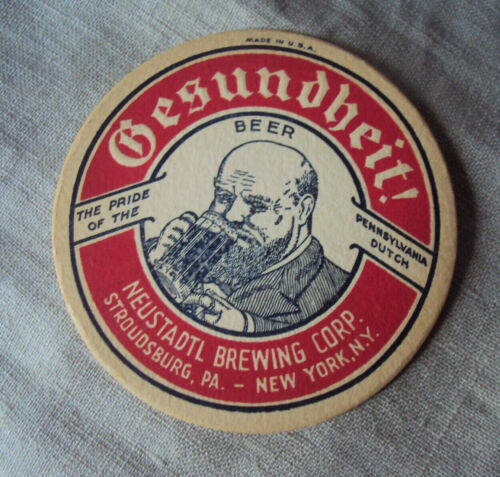 MADE IN U.S.A.
Gesundheit!
BEER
THE PRIDE
OF THE
PENNSYLVANIA
DUTCH
NEUSTADTL BREWING CORP.
STROUDSBURG, PA. - NEW YORK, N.Y.